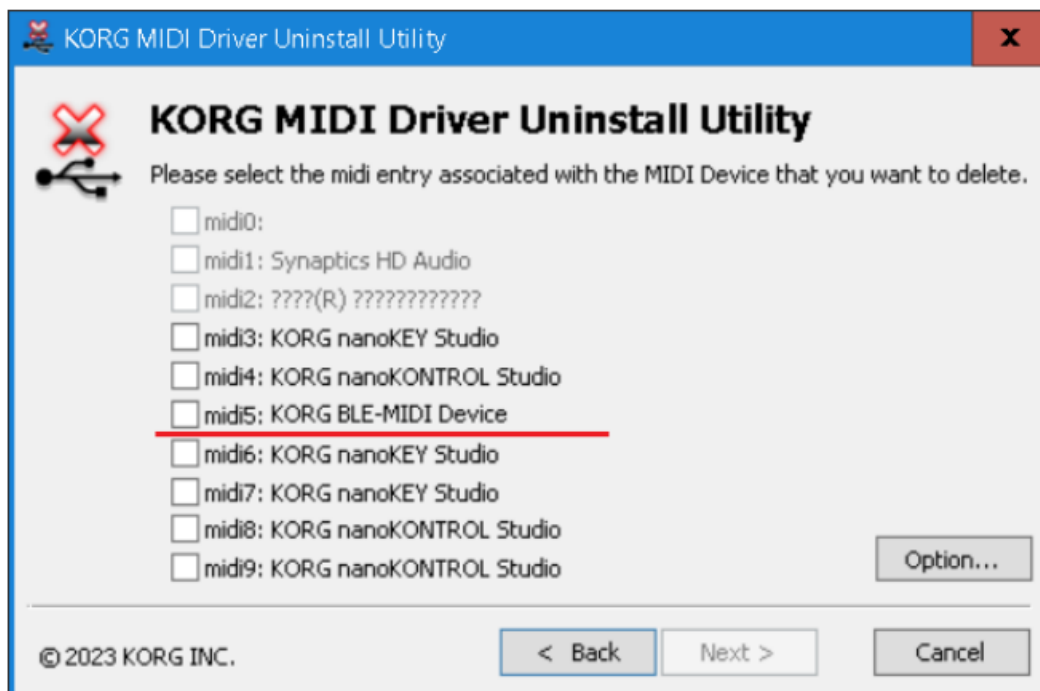 KORG MIDI Driver Uninstall Utility
x
KORG MIDI Driver Uninstall Utility
Please select the midi entry associated with the MIDI Device that you want to delete.
midi0:
midi1: Synaptics HD Audio
midi2: ????(R) ????????????
midi3: KORG nanoKEY Studio
midi4: KORG nanoKONTROL Studio
midi5: KORG BLE-MIDI Device
midi6: KORG nanoKEY Studio
midi7: KORG nanoKEY Studio
midi8: KORG nanoKONTROL Studio
midi9: KORG nanoKONTROL Studio
Option...
© 2023 KORG INC.
< Back
Next >
Cancel